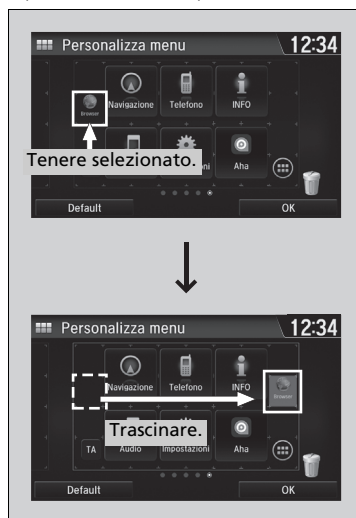 Personalizza menu 12:34
Browser Navigazione Telefono INFO
Tenere selezionato. ni Aha
Default OK
Personalizza menu 12:34
Navigazione Telefono INFO Browser
Trascinare.
TA Audio Impostazioni Aha
Default OK